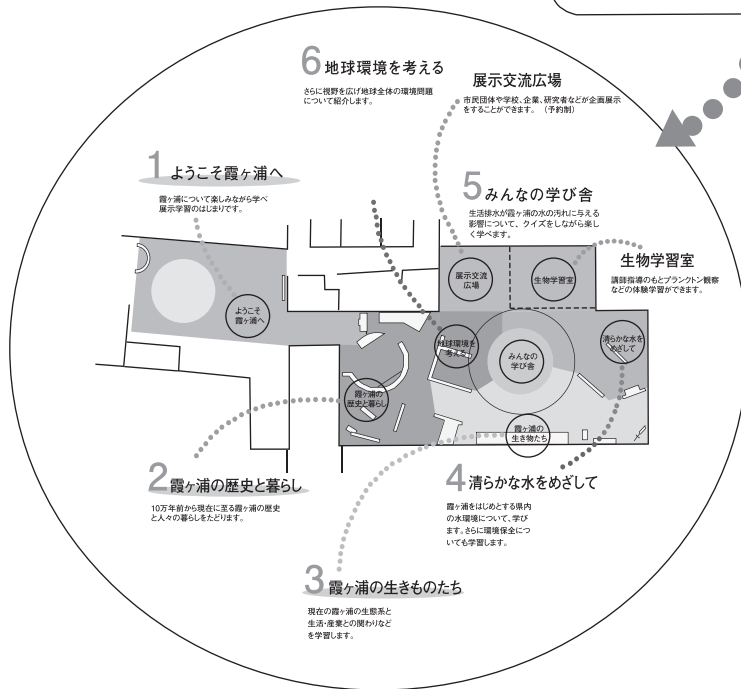 6 地球環境を考える
さらに視野を広げ地球全体の環境問題
について紹介します。
展示交流広場
市民団体や学校、企業、研究者などが企画展示
をすることができます。（予約制）
1 ようこそ霞ヶ浦へ
霞ヶ浦について楽しみながら学べ
展示学習のはじまりです。
5 みんなの学び舎
生活排水が霞ヶ浦の水の汚れに与える
影響について、クイズをしながら楽し
く学べます。
生物学習室
講師指導のもとプランクトン観察
などの体験学習ができます。
展示交流
広場
生物学習室
ようこそ
霞ヶ浦へ
地球環境を
考える
みんなの
学び舎
清らかな水を
めざして
霞ヶ浦の
歴史と暮らし
霞ヶ浦の
生き物たち
2 霞ヶ浦の歴史と暮らし
10万年前から現在に至る霞ヶ浦の歴史
と人々の暮らしをたどります。
4 清らかな水をめざして
霞ヶ浦をはじめとする県内
の水環境について、学び
ます。さらに環境保全につ
いても学習します。
3 霞ヶ浦の生きものたち
現在の霞ヶ浦の生態系と
生活・産業との関わりなど
を学習します。